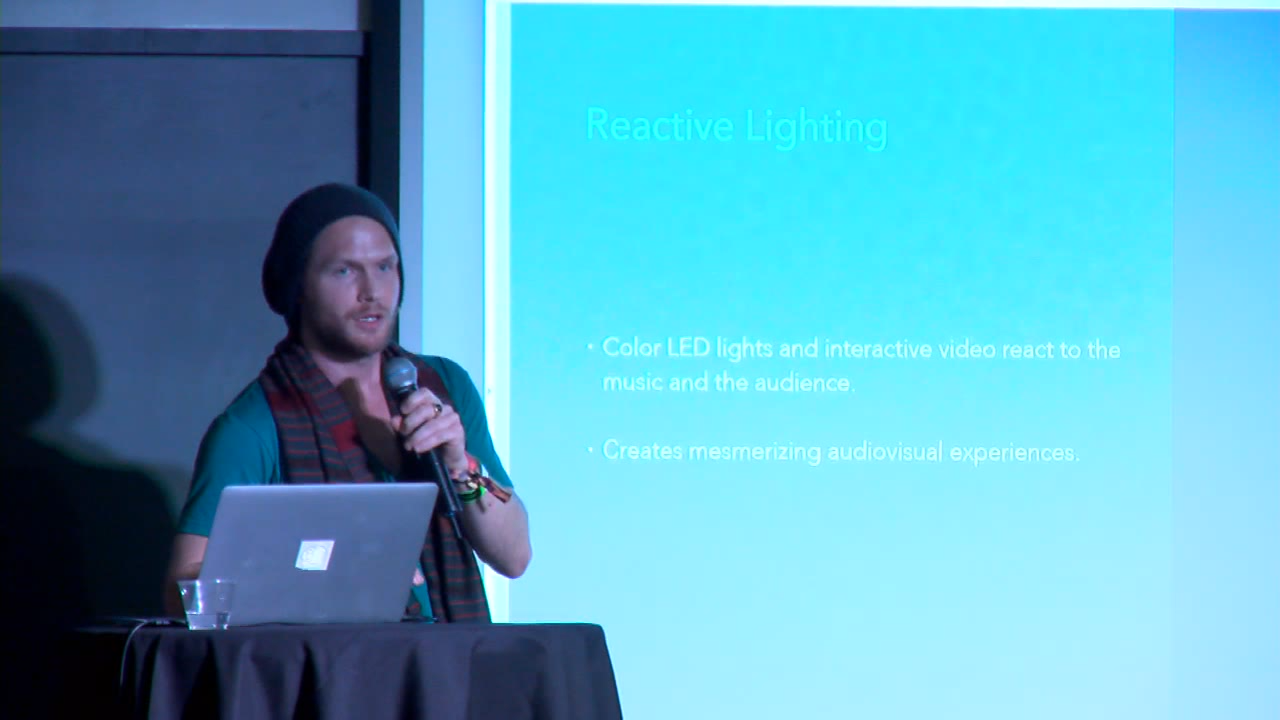 Reactive Lighting
• Color LED lights and interactive video react to the
music and the audience.
• Creates mesmerizing audiovisual experiences.